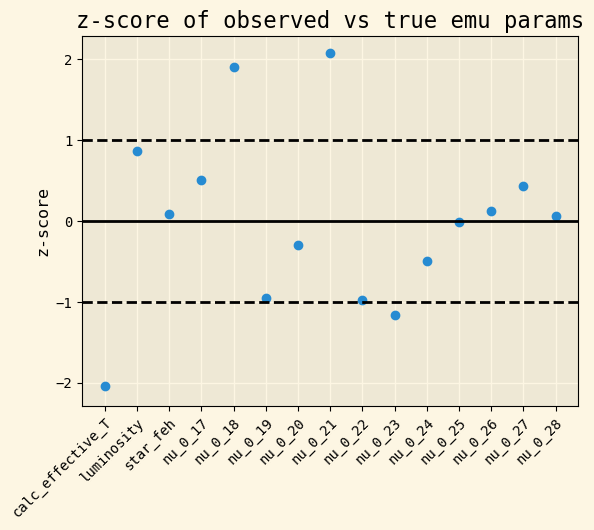 z-score of observed vs true emu params
2
1
0
−1
−2
z-score
calc_effective_T
luminosity
star_feh
nu_0_17
nu_0_18
nu_0_19
nu_0_20
nu_0_21
nu_0_22
nu_0_23
nu_0_24
nu_0_25
nu_0_26
nu_0_27
nu_0_28